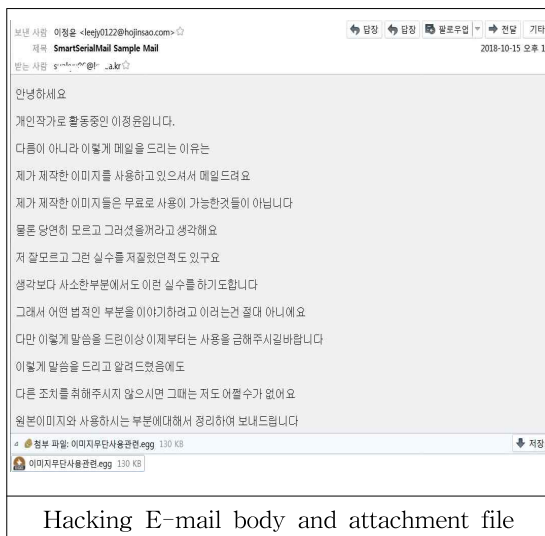 보낸 사람 이정윤 <leejy0122@hojinsao.com>
답장 답장 팔로우업 전달 기타
제목 SmartSerialMail Sample Mail
2018-10-15 오후 1
받는 사람
안녕하세요
개인작가로 활동중인 이정윤입니다.
다름이 아니라 이렇게 메일을 드리는 이유는
제가 제작한 이미지를 사용하고 있으셔서 메일드려요
제가 제작한 이미지들은 무료로 사용이 가능한것들이 아닙니다
물론 당연히 모르고 그러셨을꺼라고 생각해요
저 잘모르고 그런 실수를 저질렀던적도 있구요
생각보다 사소한부분에서도 이런 실수를 하기도합니다
그래서 어떤 법적인 부분을 이야기하려고 이러는건 절대 아니에요
다만 이렇게 말씀을 드린이상 이제부터는 사용을 금해주시길바랍니다
이렇게 말씀을 드리고 알려드렸음에도
다른 조치를 취해주시지 않으시면 그때는 저도 어쩔수가 없어요
원본이미지와 사용하시는 부분에대해서 정리하여 보내드립니다
첨부 파일: 이미지무단사용관련.egg 130 KB
저장
이미지무단사용관련.egg 130 KB
Hacking E-mail body and attachment file